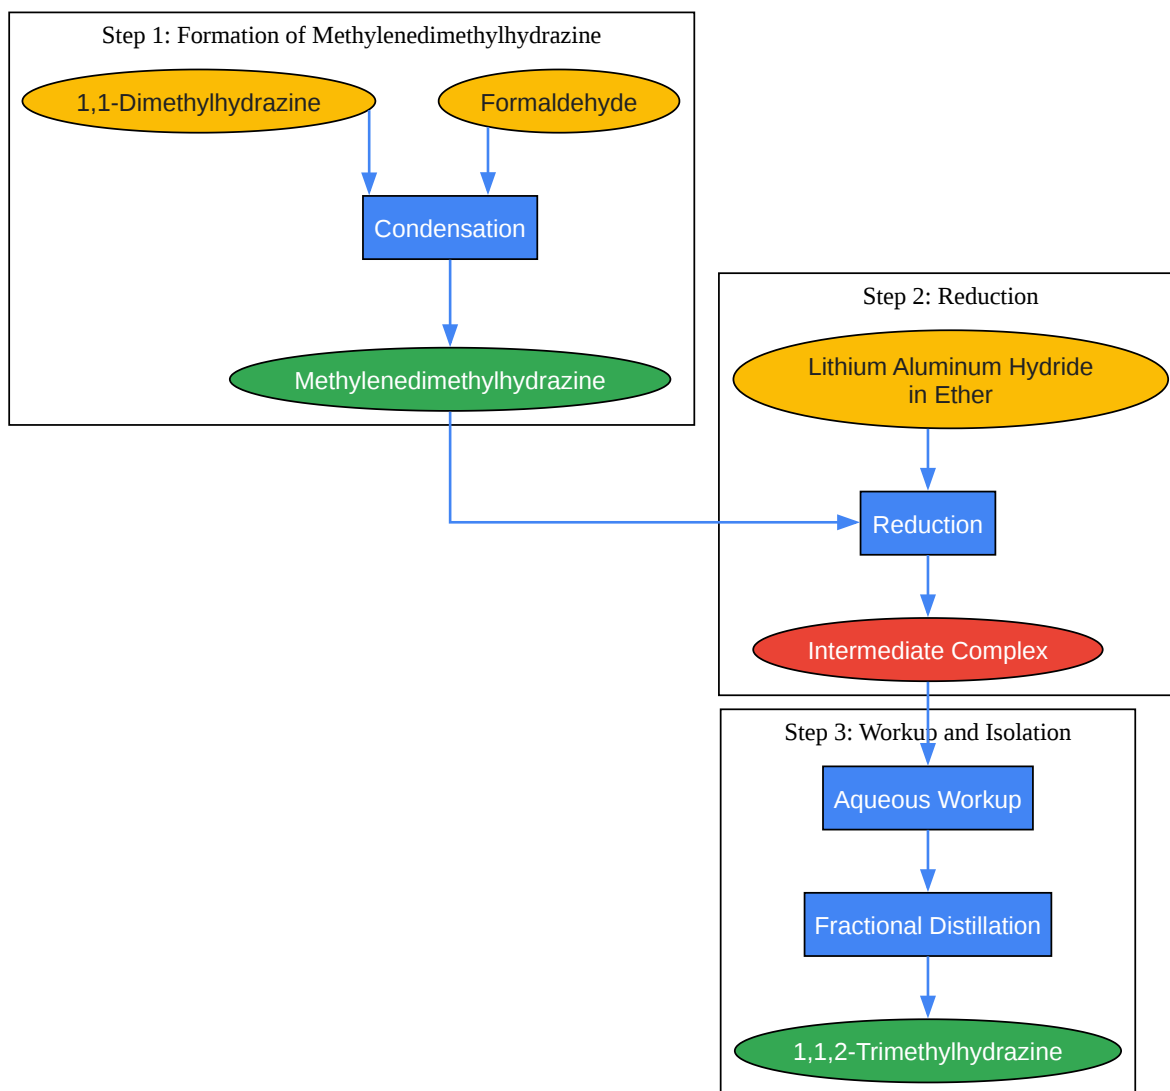 Step 1: Formation of Methylenedimethylhydrazine
1,1-Dimethylhydrazine
Formaldehyde
Condensation
Methylenedimethylhydrazine
Step 2: Reduction
Lithium Aluminum Hydride
in Ether
Reduction
Intermediate Complex
Step 3: Workup and Isolation
Aqueous Workup
Fractional Distillation
1,1,2-Trimethylhydrazine